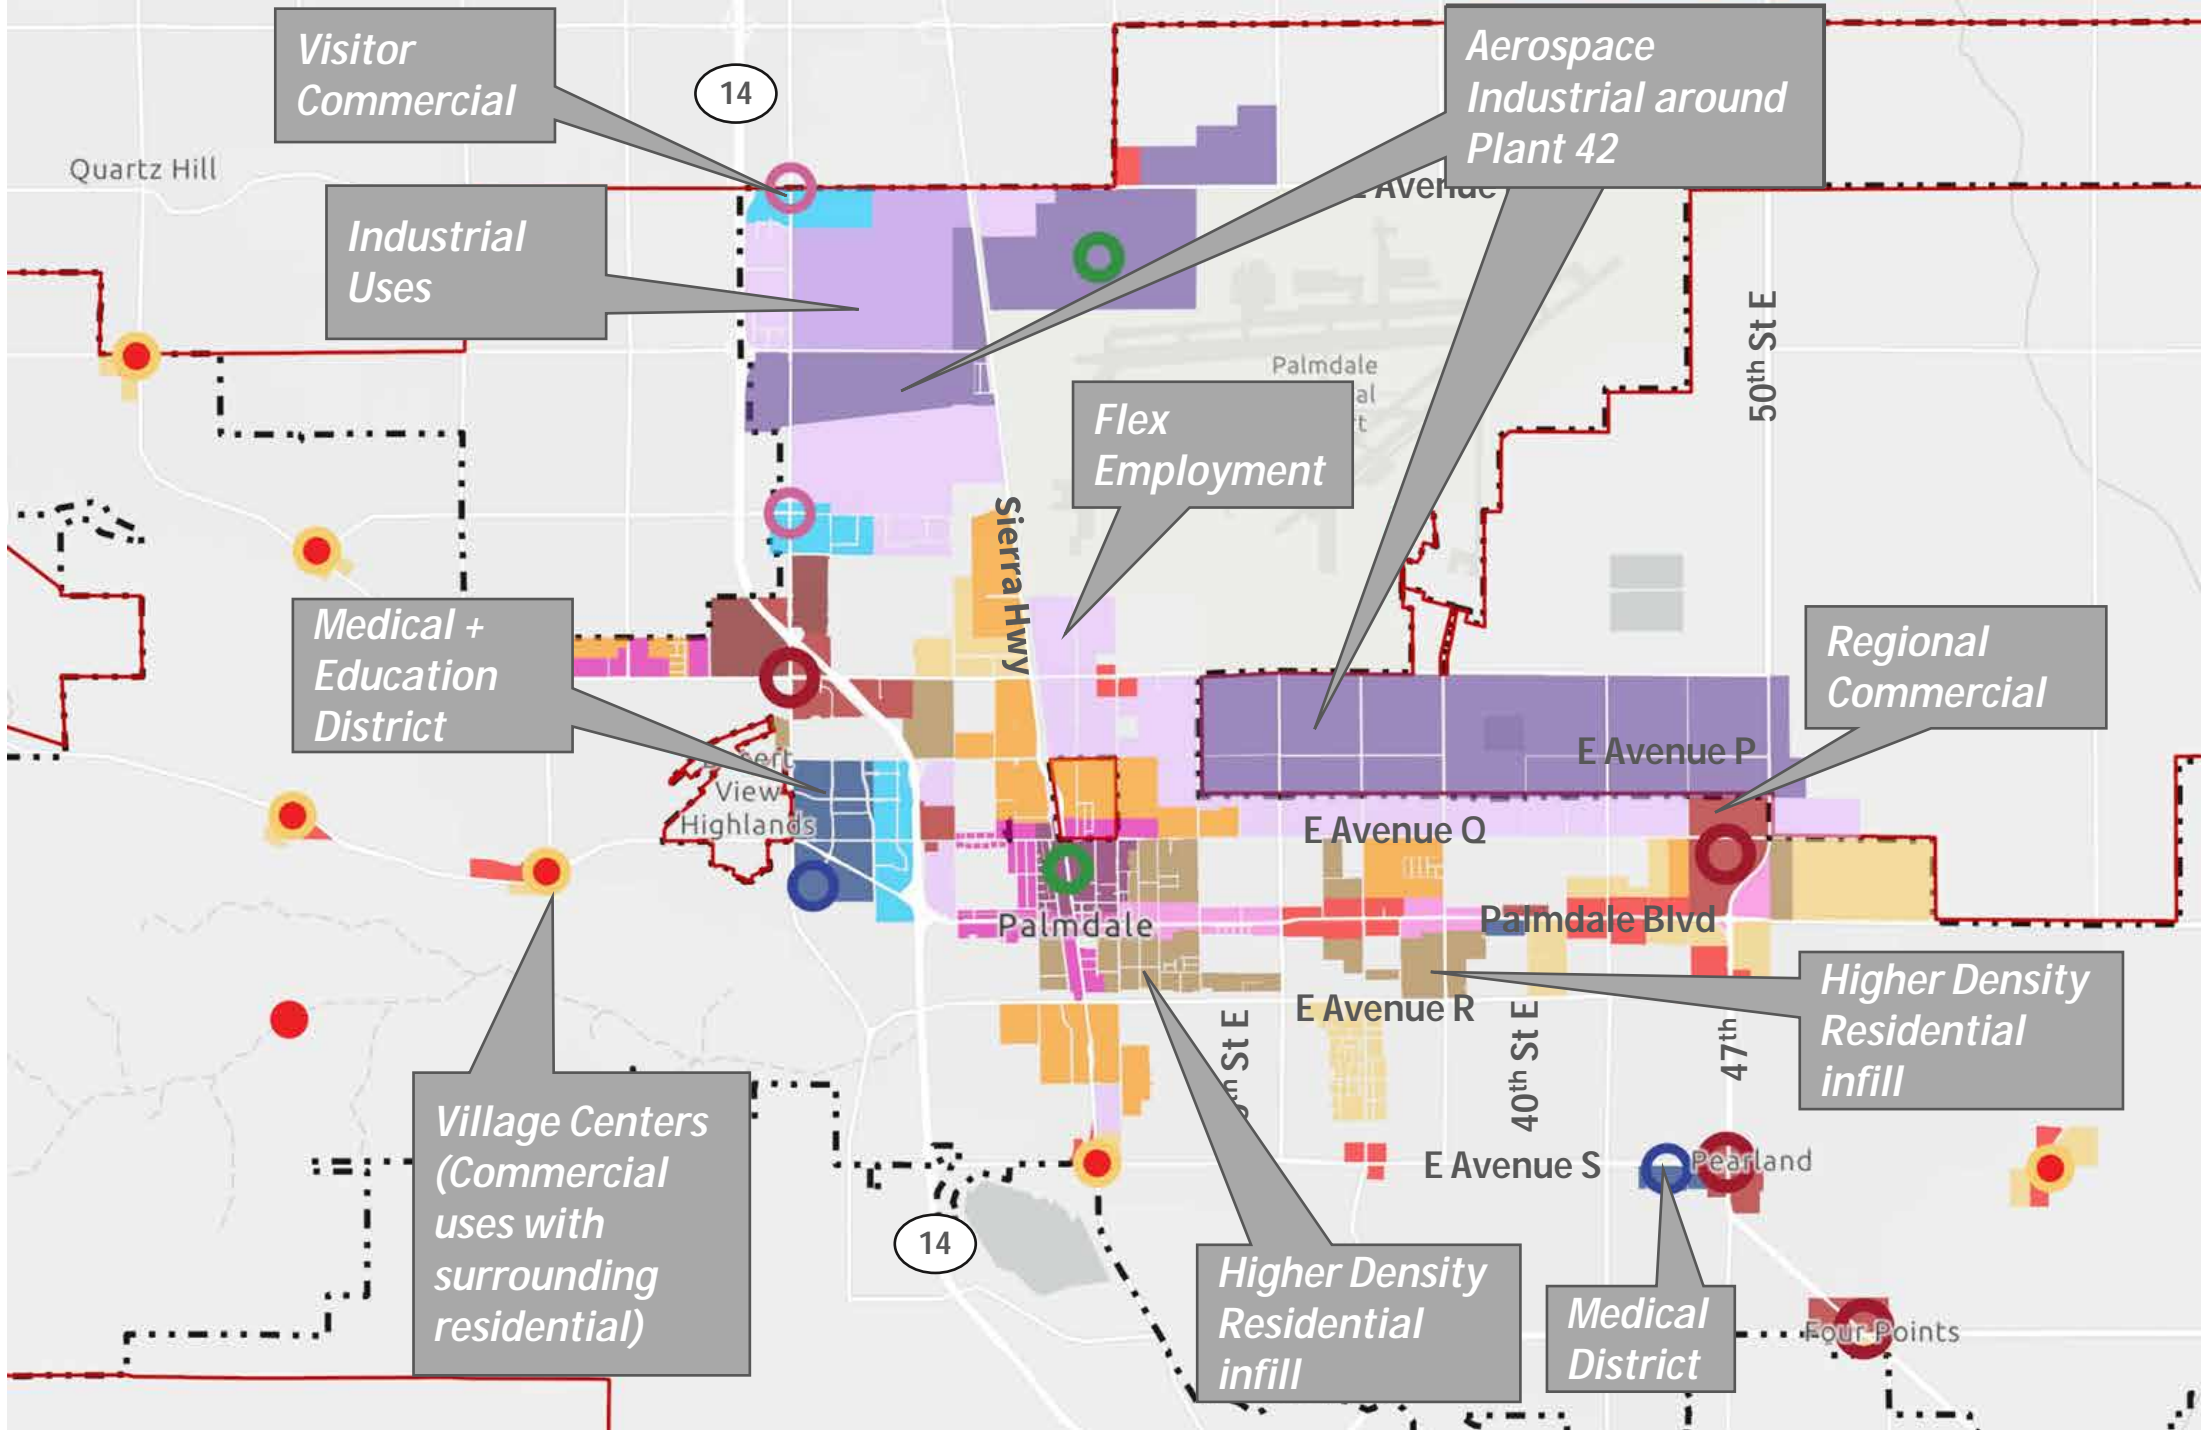 Visitor
Commercial
14
Aerospace
Industrial around
Plant 42
Quartz Hill
E Avenue
Industrial
Uses
Palmdale
al
t
50th St E
Flex
Employment
Sierra Hwy
Medical +
Education
District
Regional
Commercial
E Avenue P
View
Highlands
E Avenue Q
Palmdale
Palmdale Blvd
Higher Density
Residential
infill
E Avenue R
St E
40th St E
47th
Village Centers
(Commercial
uses with
surrounding
residential)
E Avenue S
Pearland
14
Higher Density
Residential
infill
Medical
District
Four Points